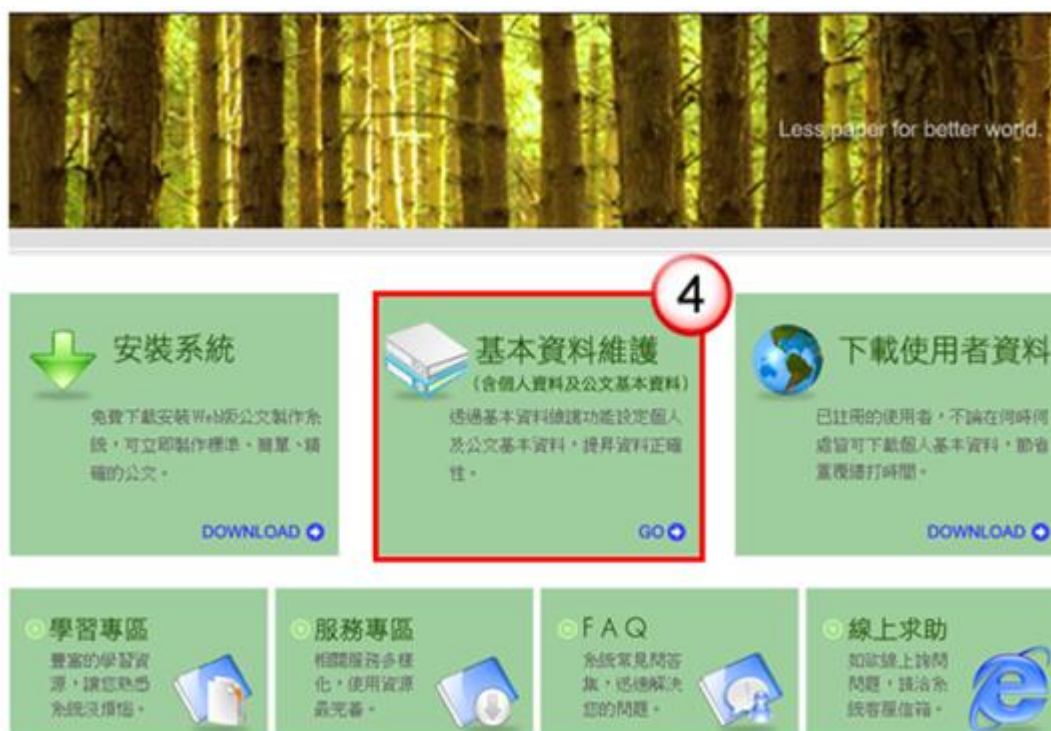 Less paper for better world.
4
安裝系統
免費下載安裝Web版公文製作系
統,可立即製作標準、簡單、精
確的公文。
DOWNLOAD
基本資料維護
(含個人資料及公文基本資料)
透過基本資料維護功能設定個人
及公文基本資料,提昇資料正確
性。
GO
下載使用者資料
已註冊的使用者,不論在何時何
處皆可下載個人基本資料,節省
重覆繕打時間。
DOWNLOAD
學習專區
豐富的學習資
源,讓您熟悉
系統沒煩惱。
服務專區
相關服務多樣
化,使用資源
最完善。
FAQ
系統常見問答
集,迅速解決
您的問題。
線上求助
如欲線上詢問
問題,請洽系
統客服信箱。